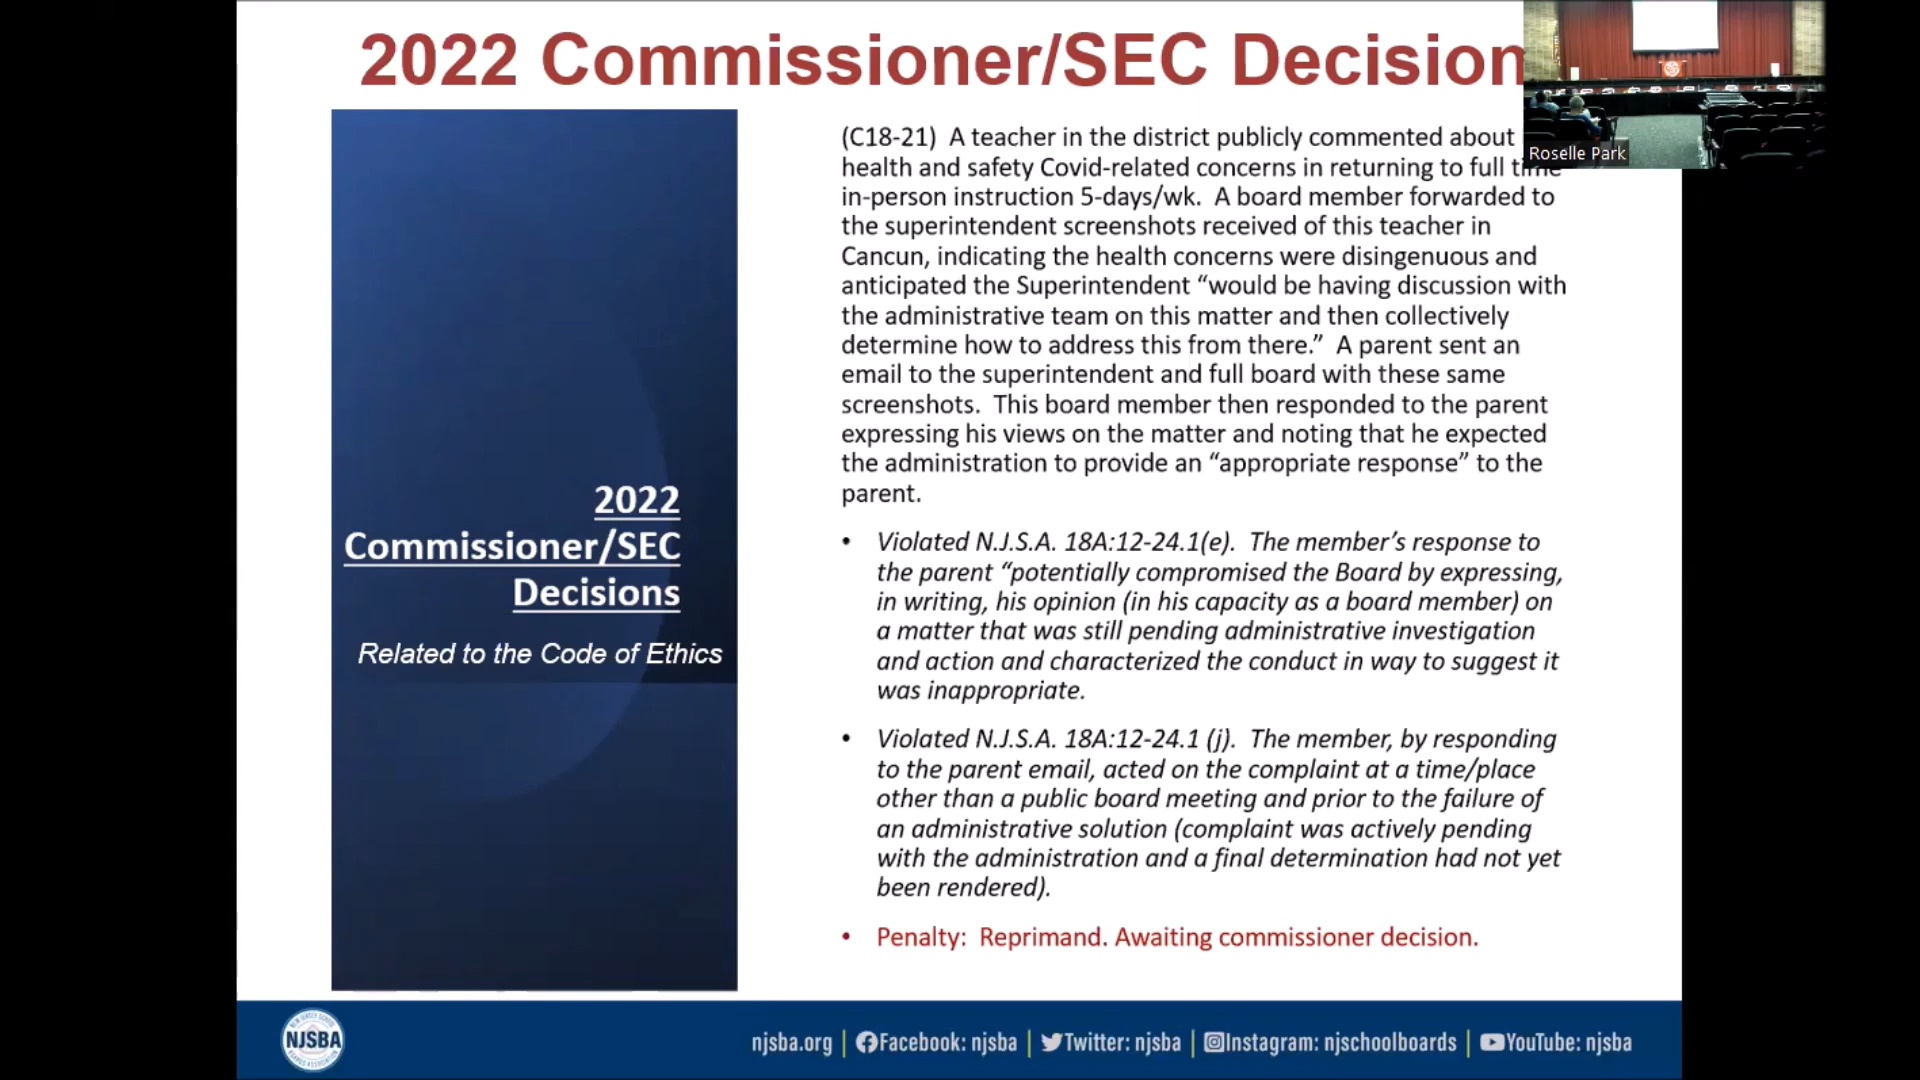 2022 Commissioner/SEC Decision
Roselle Park
2022
Commissioner/SEC
Decisions
Related to the Code of Ethics
(C18-21) A teacher in the district publicly commented about
health and safety Covid-related concerns in returning to full time
in-person instruction 5-days/wk. A board member forwarded to
the superintendent screenshots received of this teacher in
Cancun, indicating the health concerns were disingenuous and
anticipated the Superintendent “would be having discussion with
the administrative team on this matter and then collectively
determine how to address this from there.” A parent sent an
email to the superintendent and full board with these same
screenshots. This board member then responded to the parent
expressing his views on the matter and noting that he expected
the administration to provide an “appropriate response” to the
parent.
• Violated N.J.S.A. 18A:12-24.1(e). The member’s response to
the parent “potentially compromised the Board by expressing,
in writing, his opinion (in his capacity as a board member) on
a matter that was still pending administrative investigation
and action and characterized the conduct in way to suggest it
was inappropriate.
• Violated N.J.S.A. 18A:12-24.1 (j). The member, by responding
to the parent email, acted on the complaint at a time/place
other than a public board meeting and prior to the failure of
an administrative solution (complaint was actively pending
with the administration and a final determination had not yet
been rendered).
• Penalty: Reprimand. Awaiting commissioner decision.
NJSBA
njsba.org | Facebook: njsba | Twitter: njsba | Instagram: njschoolboards | YouTube: njsba